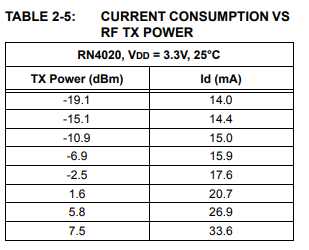 TABLE 2-5: CURRENT CONSUMPTION VS
RF TX POWER
RN4020, VDD = 3.3V, 25°C
TX Power (dBm) Id (mA)
-19.1 14.0
-15.1 14.4
-10.9 15.0
-6.9 15.9
-2.5 17.6
1.6 20.7
5.8 26.9
7.5 33.6